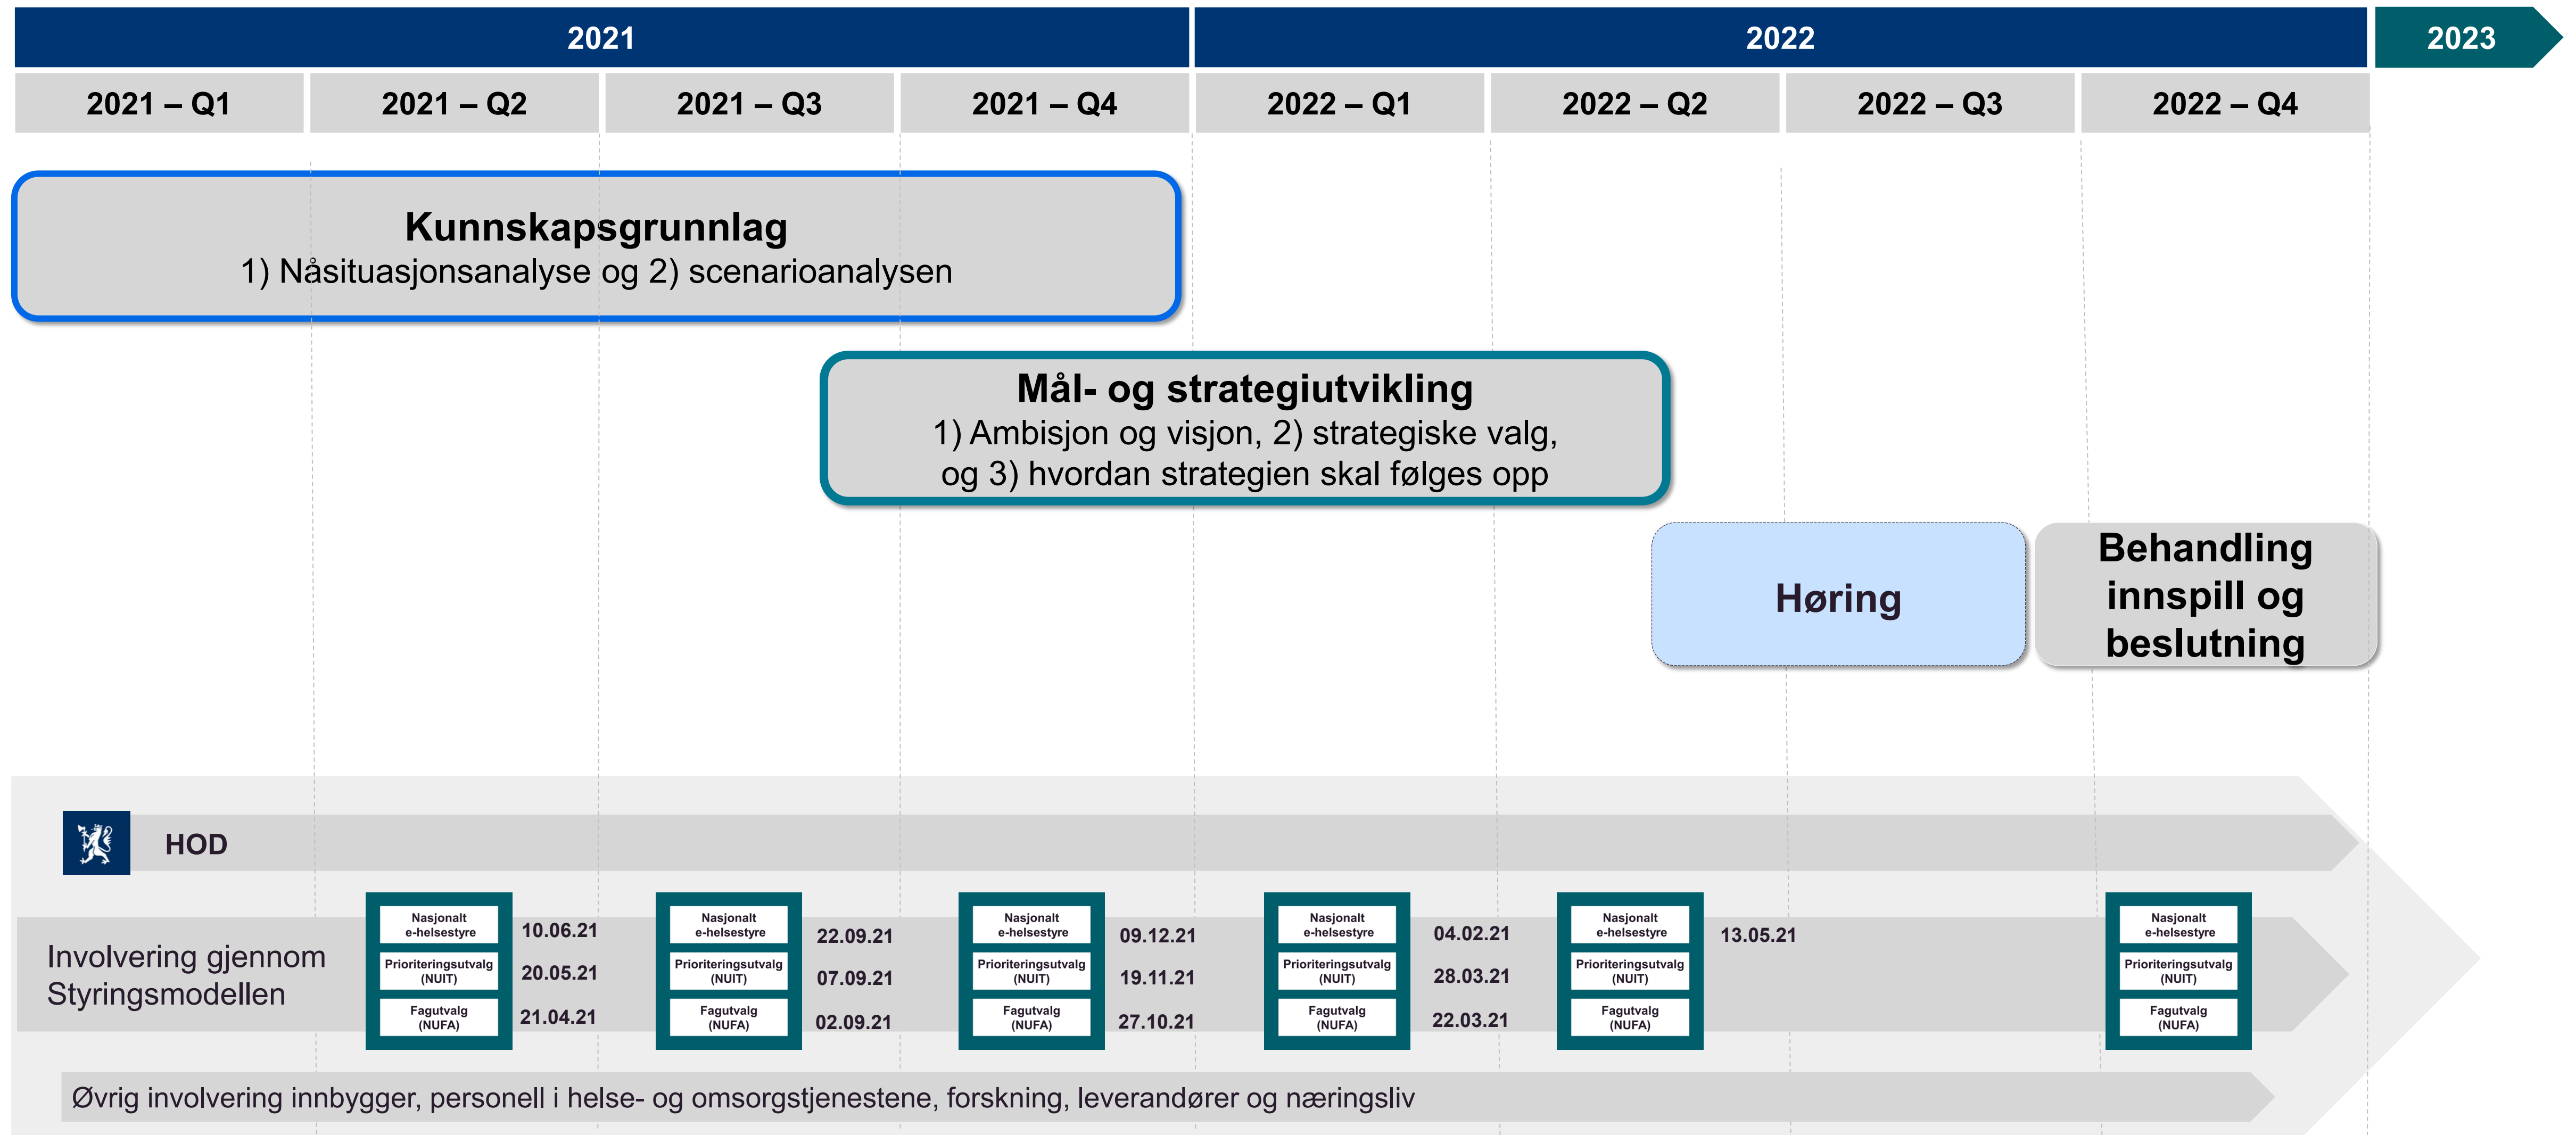 2021
2022
2023
2021 – Q1
2021 – Q2
2021 – Q3
2021 – Q4
2022 – Q1
2022 – Q2
2022 – Q3
2022 – Q4
Kunnskapsgrunnlag
1) Nåsituasjonsanalyse og 2) scenarioanalysen
Mål- og strategiutvikling
1) Ambisjon og visjon, 2) strategiske valg,
og 3) hvordan strategien skal følges opp
Høring
Behandling
innspill og
beslutning
HOD
Involvering gjennom
Styringsmodellen
Nasjonalt
e-helsestyre
10.06.21
Prioriteringsutvalg
(NUIT)
20.05.21
Fagutvalg
(NUFA)
21.04.21
Nasjonalt
e-helsestyre
22.09.21
Prioriteringsutvalg
(NUIT)
07.09.21
Fagutvalg
(NUFA)
02.09.21
Nasjonalt
e-helsestyre
09.12.21
Prioriteringsutvalg
(NUIT)
19.11.21
Fagutvalg
(NUFA)
27.10.21
Nasjonalt
e-helsestyre
04.02.21
Prioriteringsutvalg
(NUIT)
28.03.21
Fagutvalg
(NUFA)
22.03.21
Nasjonalt
e-helsestyre
13.05.21
Prioriteringsutvalg
(NUIT)
Fagutvalg
(NUFA)
Nasjonalt
e-helsestyre
Prioriteringsutvalg
(NUIT)
Fagutvalg
(NUFA)
Øvrig involvering innbygger, personell i helse- og omsorgstjenestene, forskning, leverandører og næringsliv